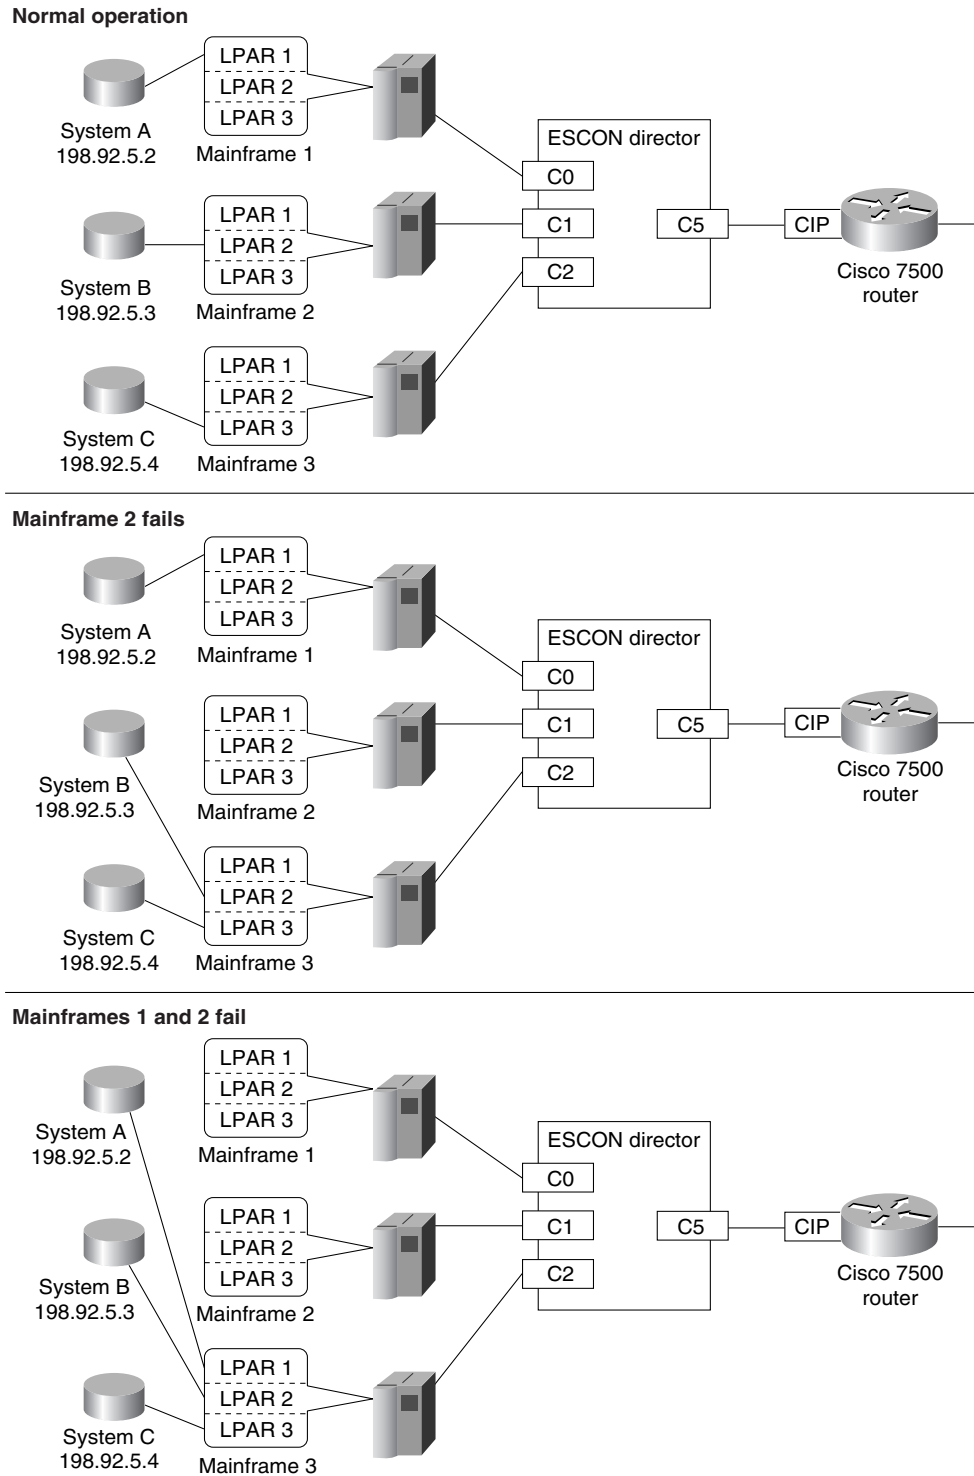 Normal operation
System A
198.92.5.2
LPAR 1
LPAR 2
LPAR 3
Mainframe 1
System B
198.92.5.3
LPAR 1
LPAR 2
LPAR 3
Mainframe 2
System C
198.92.5.4
LPAR 1
LPAR 2
LPAR 3
Mainframe 3
ESCON director
C0
C1
C2
C5
CIP
Cisco 7500
router
Mainframe 2 fails
System A
198.92.5.2
LPAR 1
LPAR 2
LPAR 3
Mainframe 1
System B
198.92.5.3
LPAR 1
LPAR 2
LPAR 3
Mainframe 2
System C
198.92.5.4
LPAR 1
LPAR 2
LPAR 3
Mainframe 3
ESCON director
C0
C1
C2
C5
CIP
Cisco 7500
router
Mainframes 1 and 2 fail
System A
198.92.5.2
LPAR 1
LPAR 2
LPAR 3
Mainframe 1
System B
198.92.5.3
LPAR 1
LPAR 2
LPAR 3
Mainframe 2
System C
198.92.5.4
LPAR 1
LPAR 2
LPAR 3
Mainframe 3
ESCON director
C0
C1
C2
C5
CIP
Cisco 7500
router